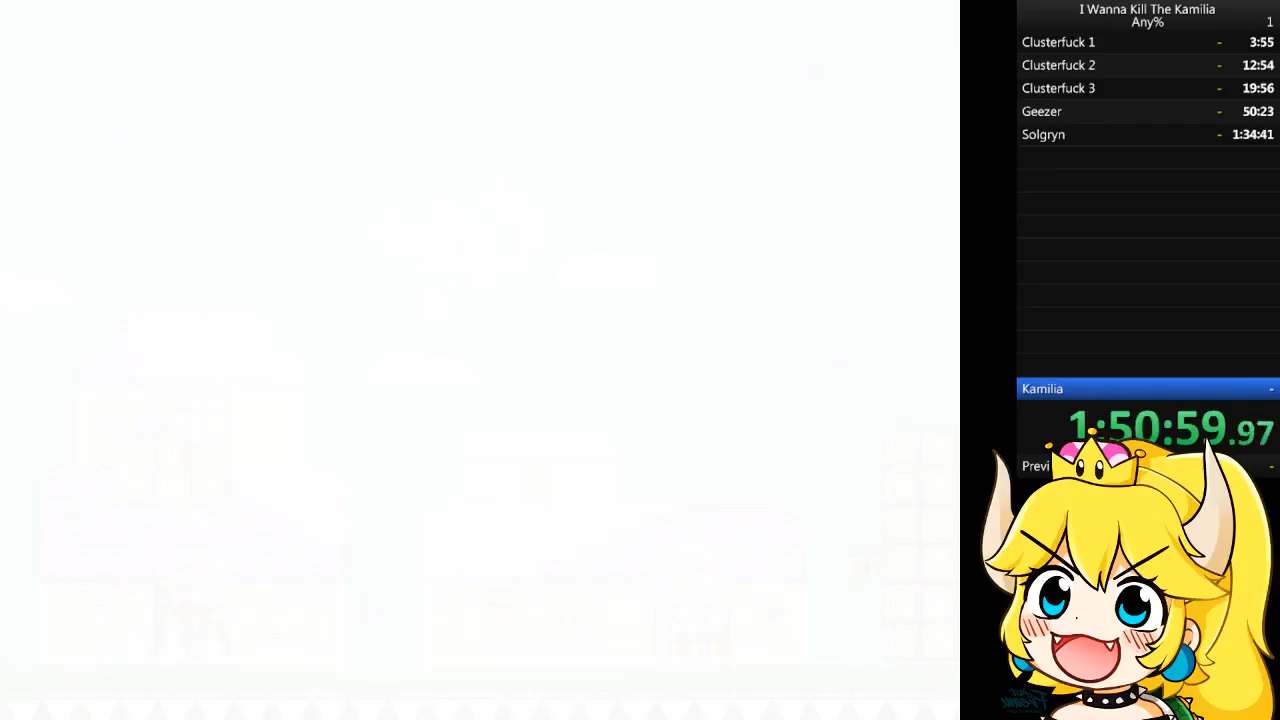 I Wanna Kill The Kamilia
Any% 1
Clusterfuck 1 - 3:55
Clusterfuck 2 - 12:54
Clusterfuck 3 - 19:56
Geezer - 50:23
Solgryn - 1:34:41
Kamilia -
1:50:59.97
Previ -